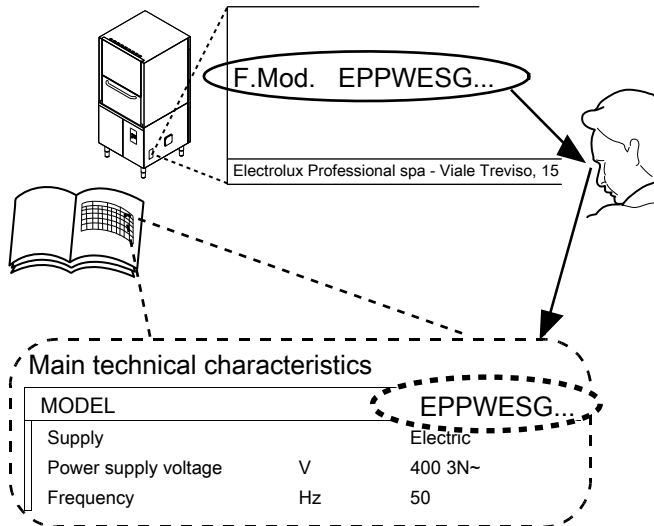 F.Mod. EPPWESG...
Electrolux Professional spa - Viale Treviso, 15
Main technical characteristics
MODEL EPPWESG...
Supply Electric
Power supply voltage V 400 3N~
Frequency Hz 50